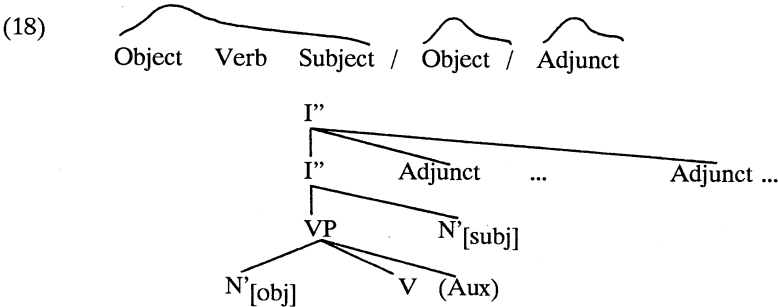 (18)
Object Verb Subject / Object / Adjunct
I”
I” Adjunct ... Adjunct ...
VP N’[subj]
N’[obj] V (Aux)